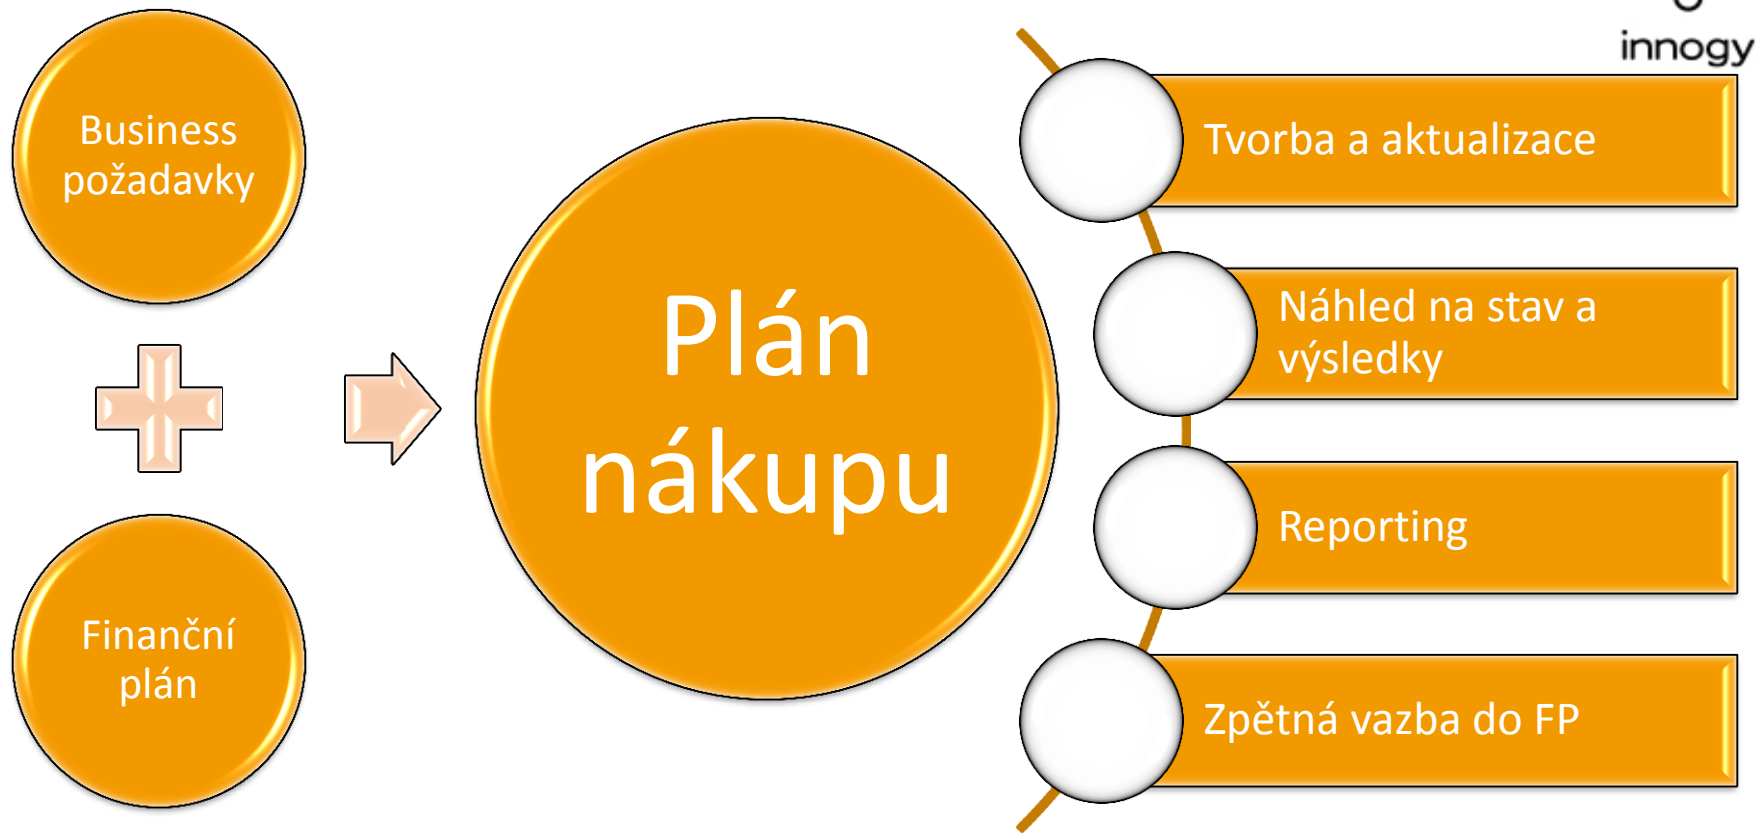 Business
požadavky
Finanční
plán
Plán
nákupu
innogy
Tvorba a aktualizace
Náhled na stav a
výsledky
Reporting
Zpětná vazba do FP